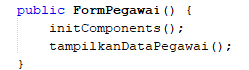 public FormPegawai() {
initComponents();
tampilkanDataPegawai();
}